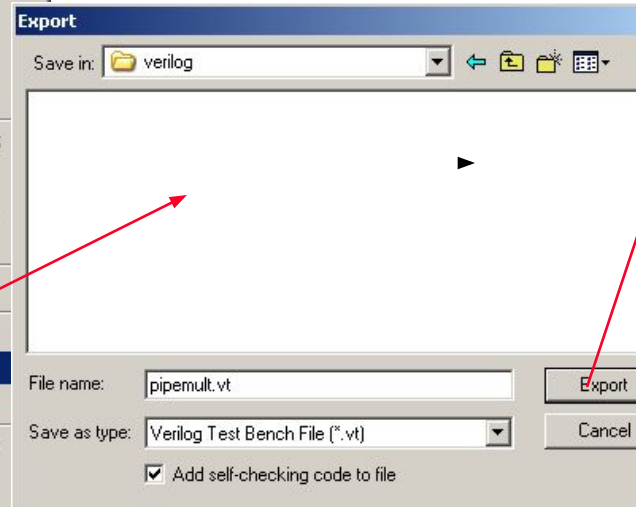 Export
Save in: verilog
File name: pipemult.vt Export
Save as type: Verilog Test Bench File (*.vt) Cancel
Add self-checking code to file